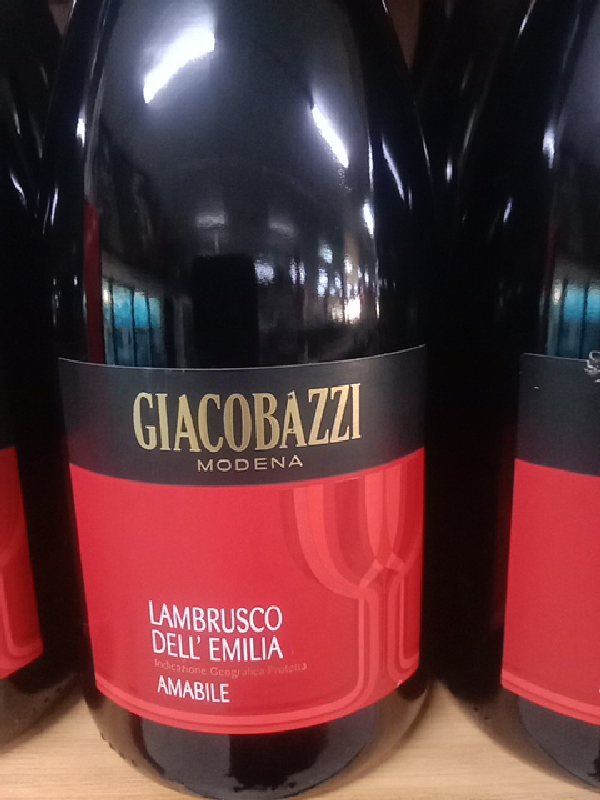 GIACOBAZZI
MODENA
LAMBRUSCO
DELL' EMILIA
Indicazione Geografica Protetta
AMABILE